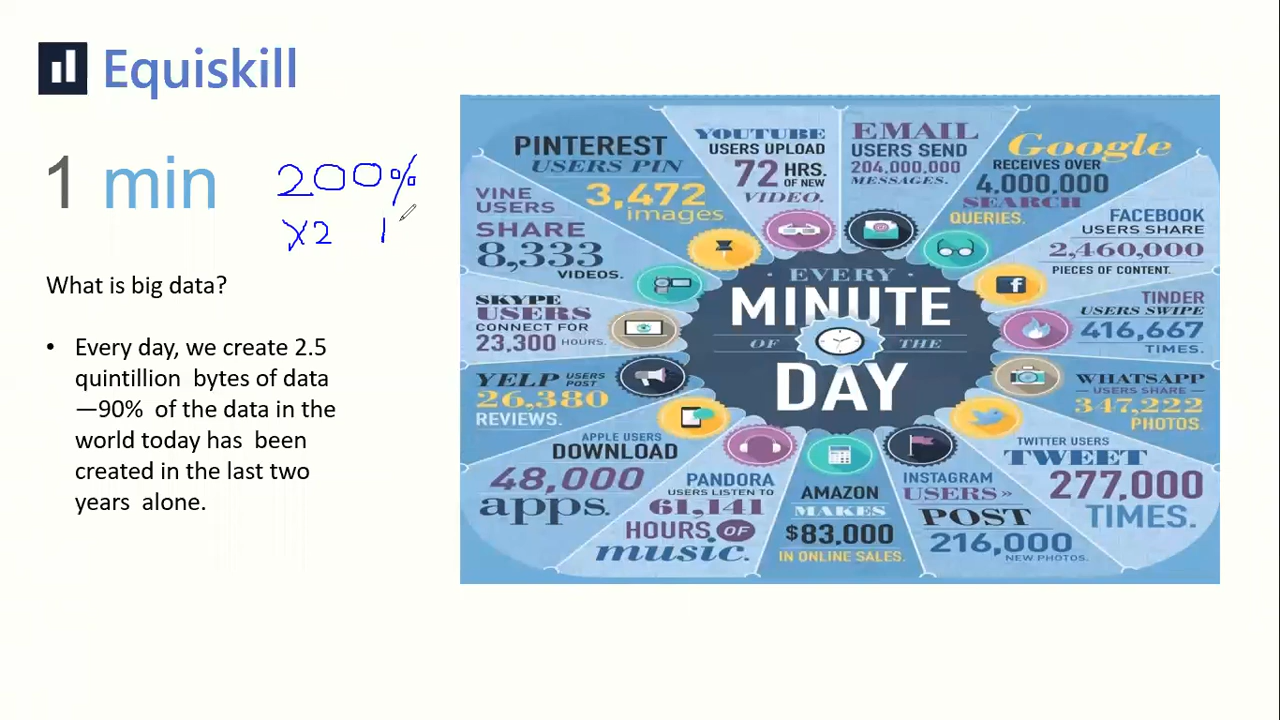 Equiskill
1 min
200%
x2 1
What is big data?
• Every day, we create 2.5
quintillion bytes of data
—90% of the data in the
world today has been
created in the last two
years alone.
EVERY
MINUTE
OF THE
DAY
PINTEREST
USERS PIN
3,472
images
YOUTUBE
USERS UPLOAD
72 HRS.
OF NEW
VIDEO.
EMAIL
USERS SEND
204,000,000
MESSAGES.
Google
RECEIVES OVER
4,000,000
SEARCH
QUERIES.
FACEBOOK
USERS SHARE
2,460,000
PIECES OF CONTENT.
TINDER
USERS SWIPE
416,667
TIMES.
WHATSAPP
USERS SHARE
347,222
PHOTOS.
TWITTER USERS
TWEET
277,000
TIMES.
INSTAGRAM
USERS »
POST
216,000
NEW PHOTOS.
AMAZON
MAKES
$83,000
IN ONLINE SALES.
PANDORA
USERS LISTEN TO
61,141
HOURS OF
music.
APPLE USERS
DOWNLOAD
48,000
apps.
YELP USERS POST
26,380
REVIEWS.
SKYPE
USERS
CONNECT FOR
23,300 HOURS.
VINE
USERS
SHARE
8,333
VIDEOS.